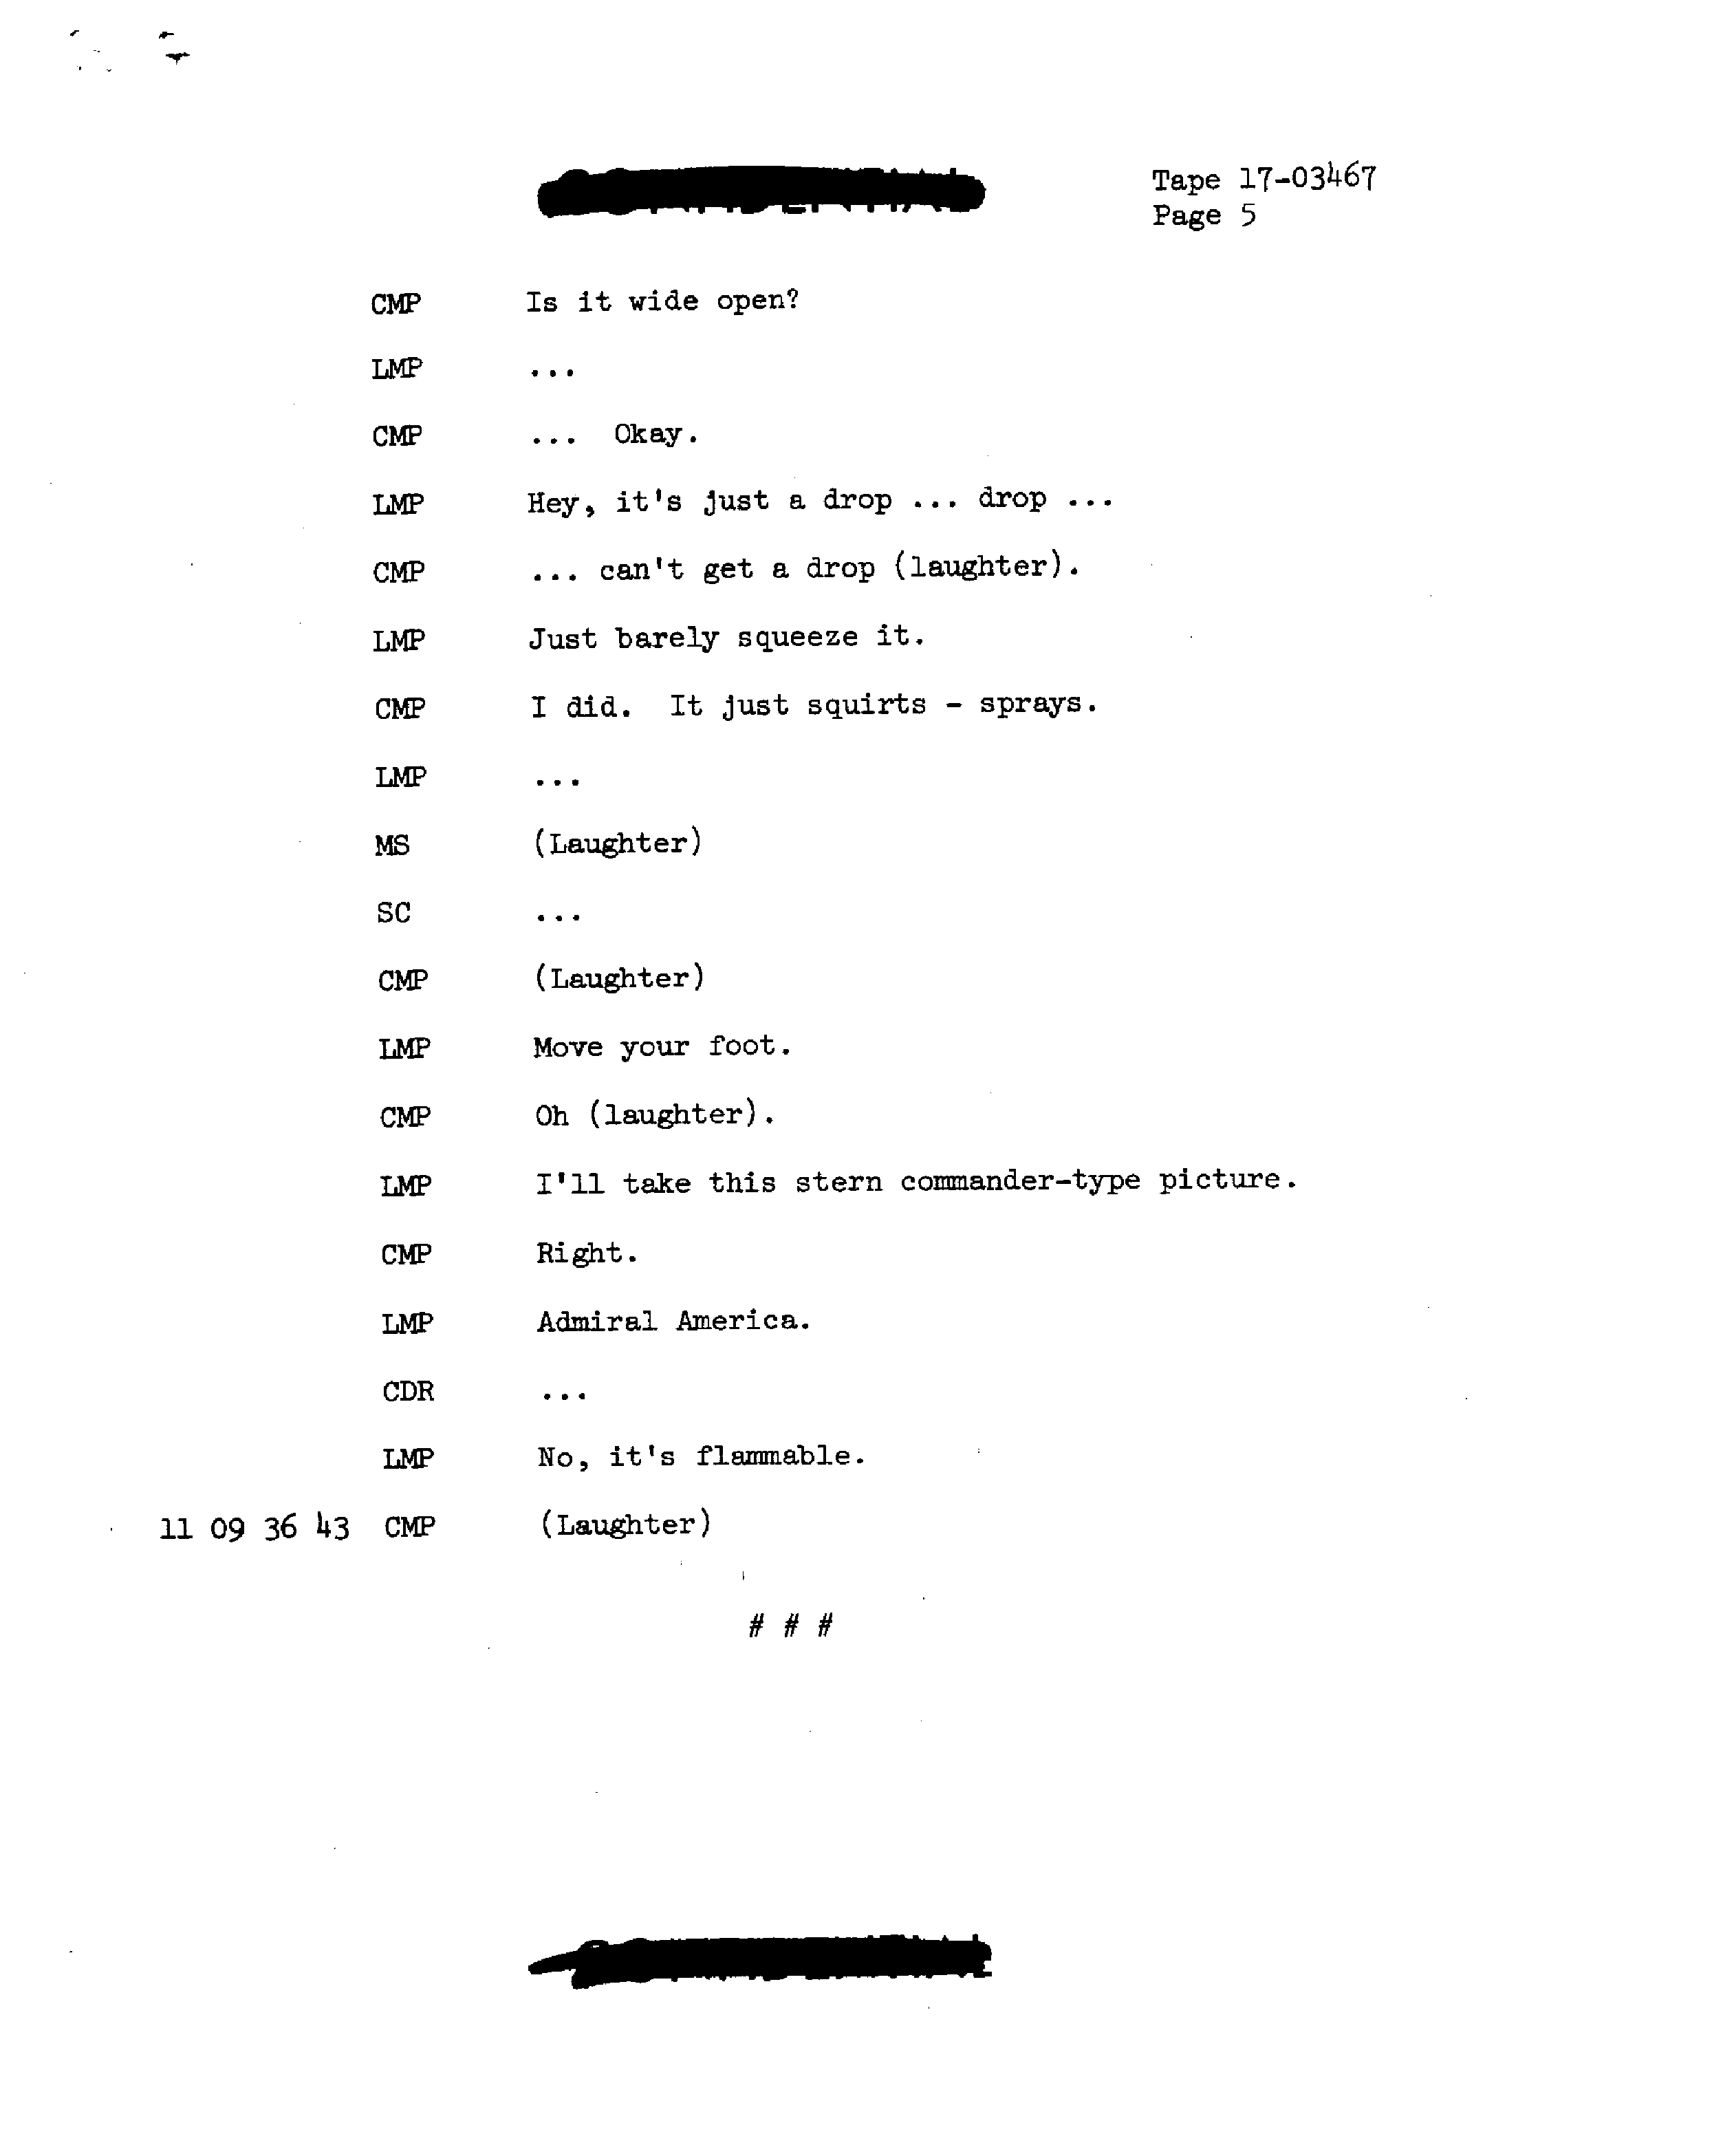 Tape 17-03467
Page 5
CMP Is it wide open?
LMP ...
CMP ... Okay.
LMP Hey, it's just a drop ... drop ...
CMP ... can't get a drop (laughter).
LMP Just barely squeeze it.
CMP I did. It just squirts - sprays.
LMP ...
MS (Laughter)
SC ...
CMP (Laughter)
LMP Move your foot.
CMP Oh (laughter).
LMP I'll take this stern commander-type picture.
CMP Right.
LMP Admiral America.
CDR ...
LMP No, it's flammable.
11 09 36 43 CMP (Laughter)
# # #